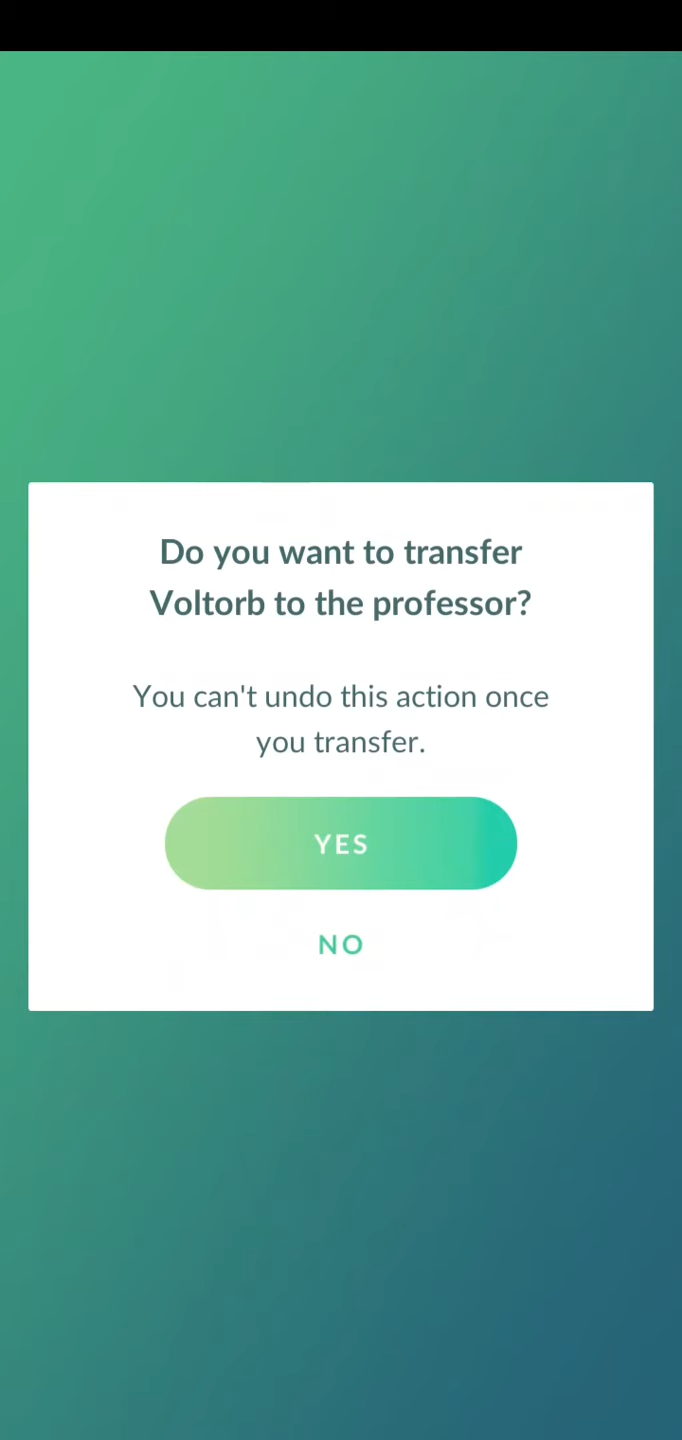 Do you want to transfer
Voltorb to the professor?
You can't undo this action once
you transfer.
YES
NO